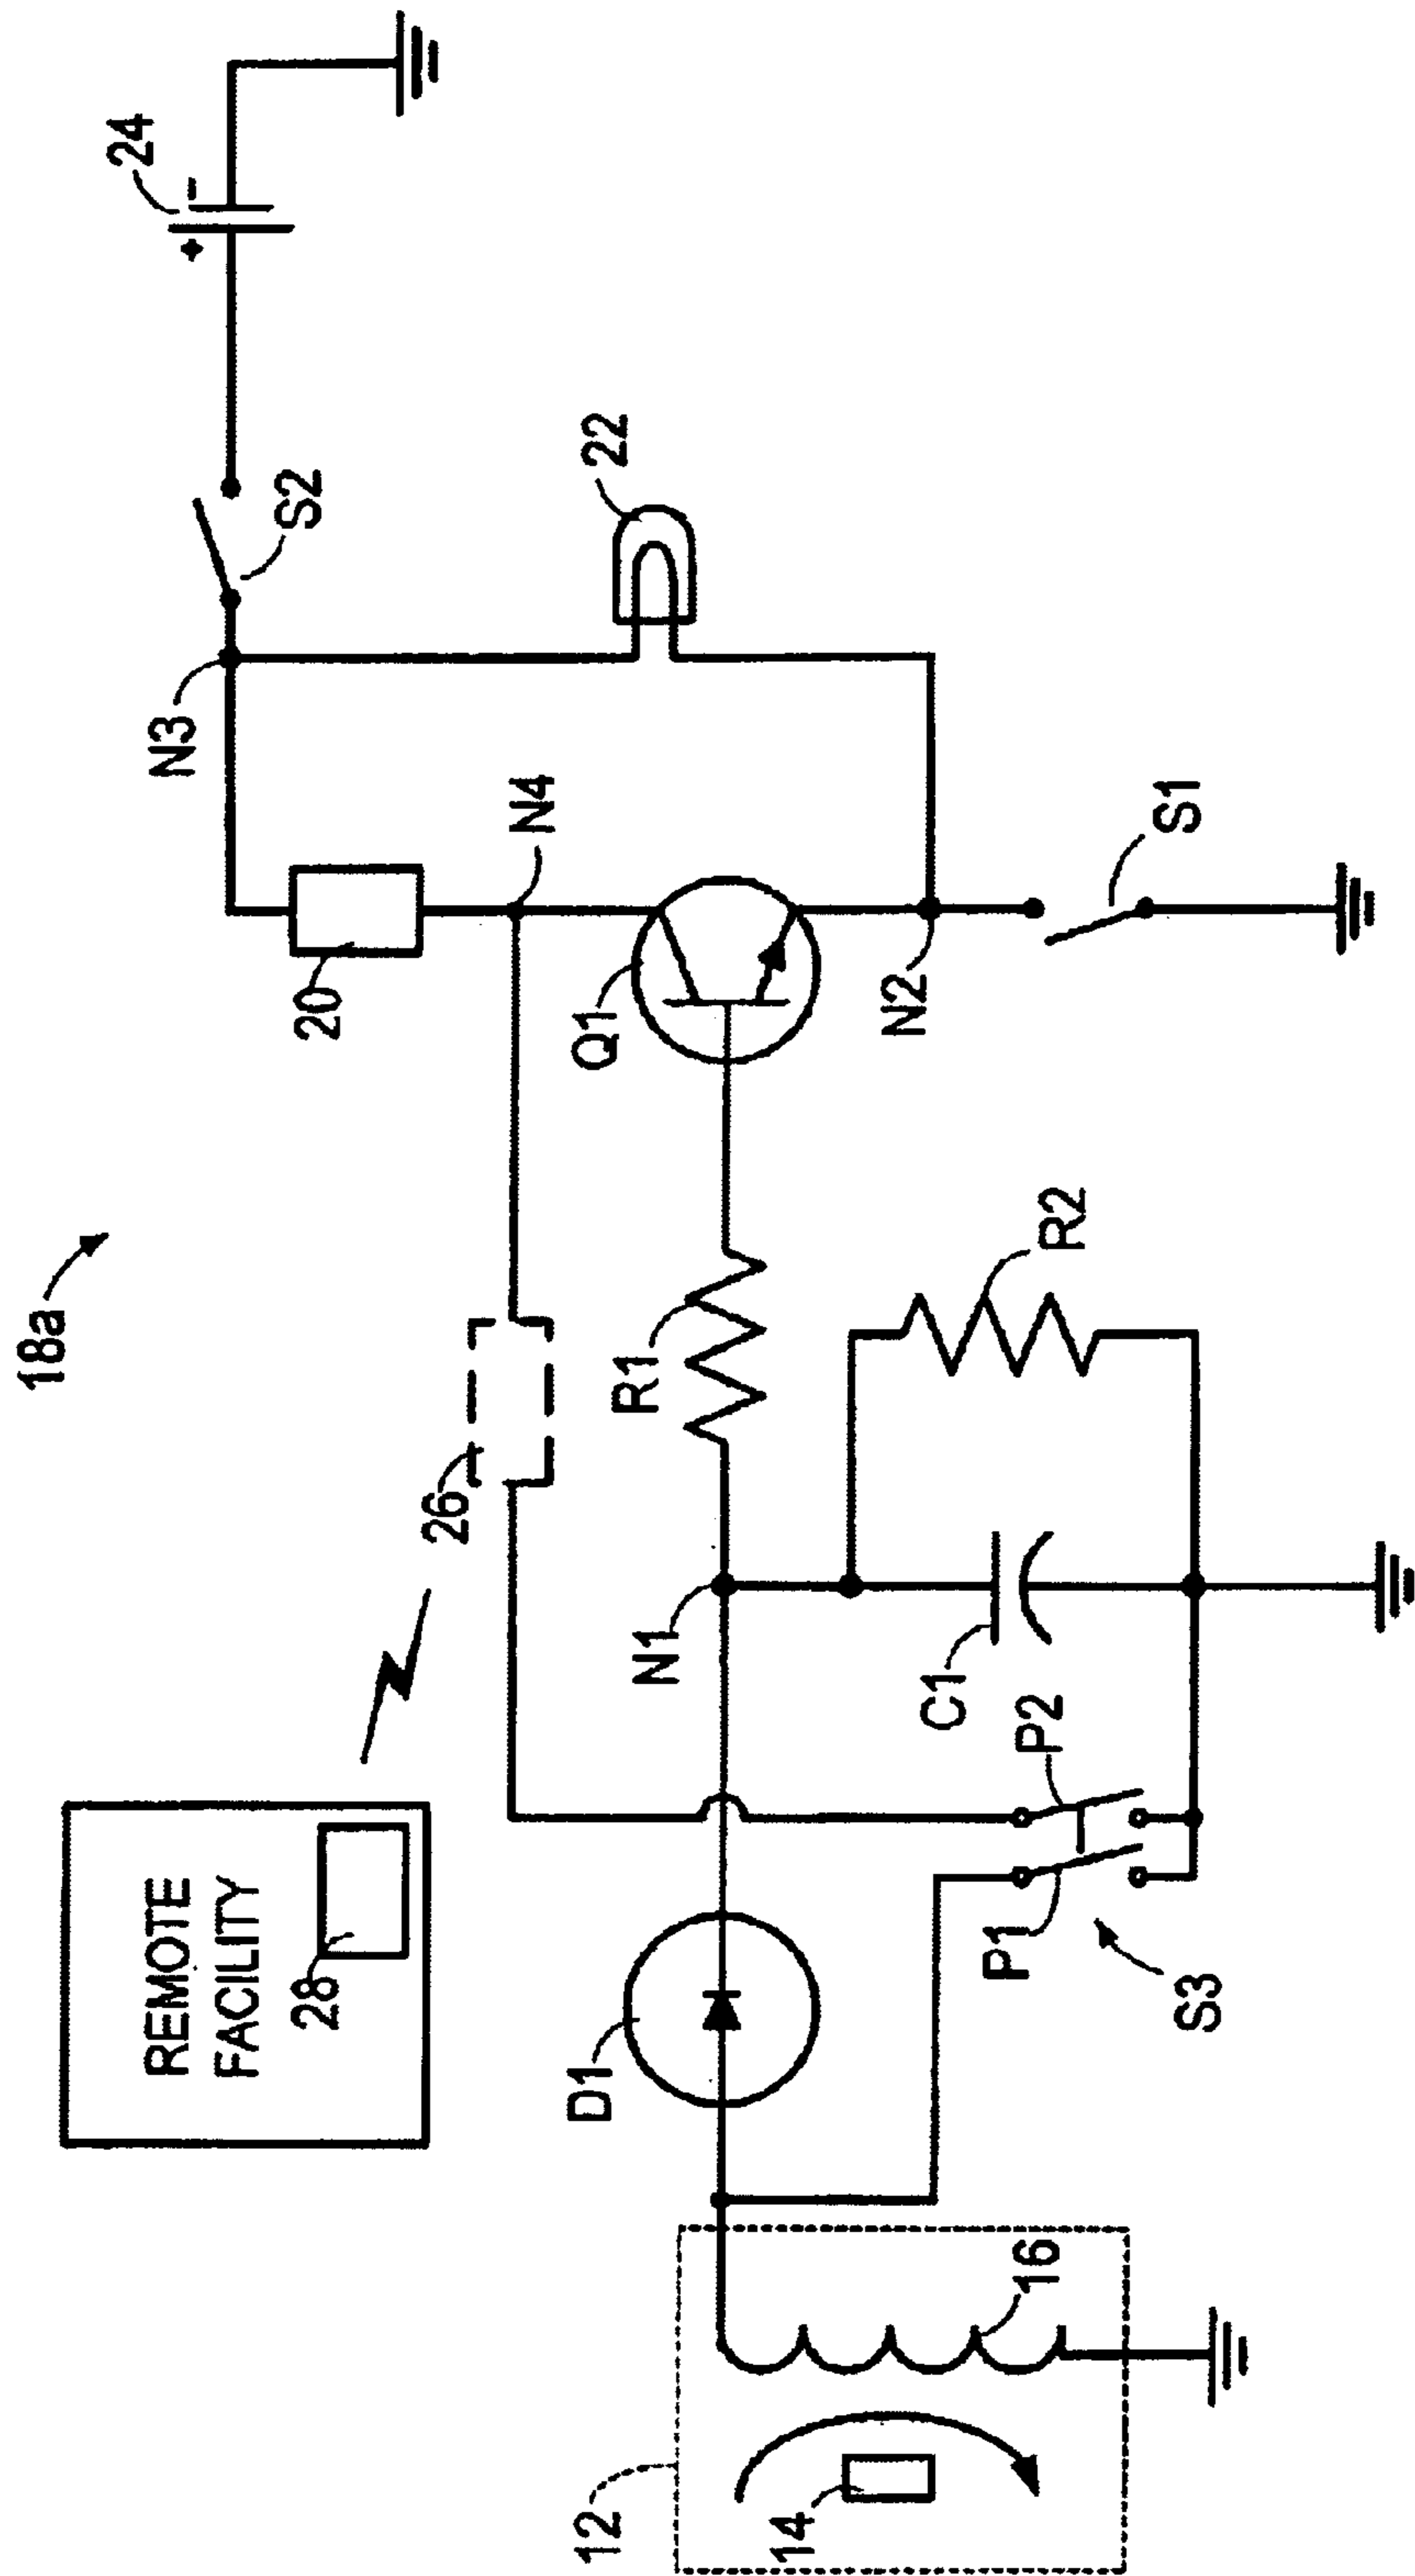 18a
REMOTE
FACILITY
28
26
N3
S2
24
+
-
20
N4
22
D1
N1
R1
Q1
N2
S1
C1
R2
P1
P2
S3
12
14
16